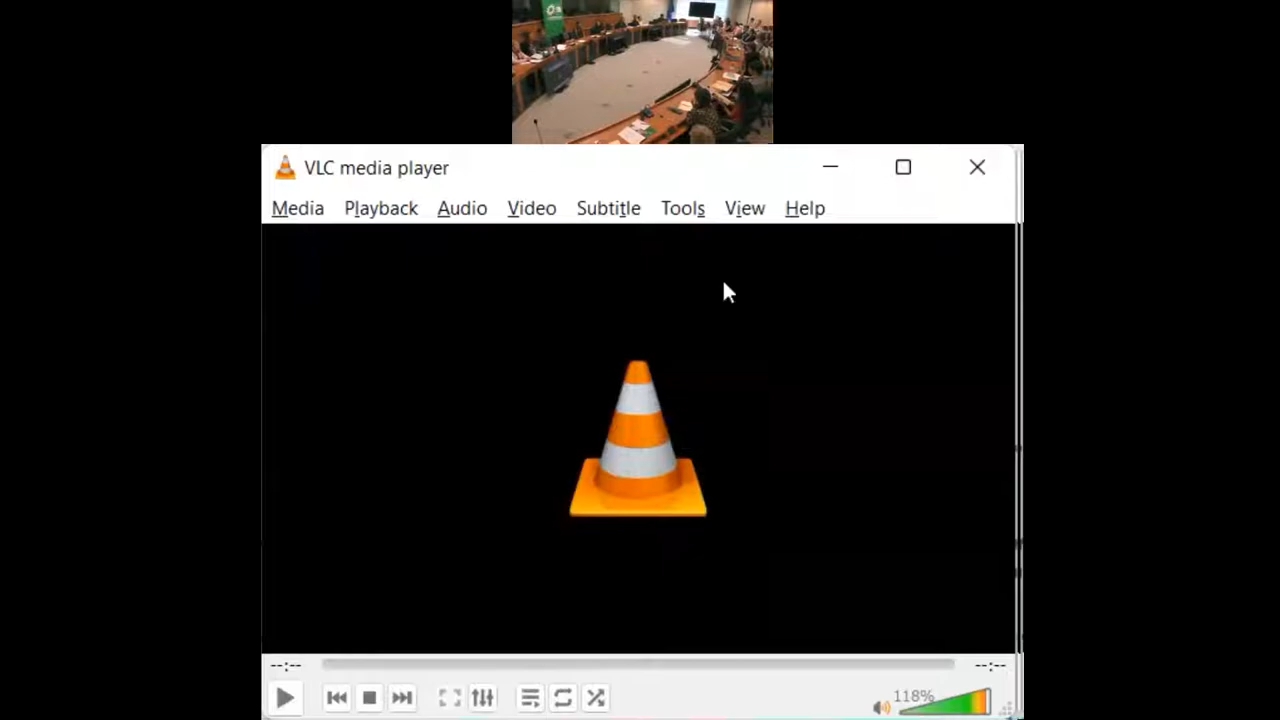 VLC media player
Media Playback Audio Video Subtitle Tools View Help
--:-- --:--
118%